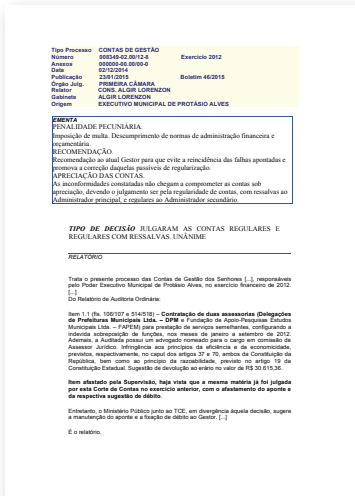 Tipo Processo CONTAS DE GESTÃO
Número 008349-02.00/12-6 Exercício 2012
Anexos 000000-00.00/00-0
Data 02/12/2014
Publicação 23/01/2015 Boletim 46/2015
Órgão Julg. PRIMEIRA CÂMARA
Relator CONS. ALGIR LORENZON
Gabinete ALGIR LORENZON
Origem EXECUTIVO MUNICIPAL DE PROTÁSIO ALVES
EMENTA
PENALIDADE PECUNIÁRIA.
Imposição de multa. Descumprimento de normas de administração financeira e
orçamentária.
RECOMENDAÇÃO.
Recomendação ao atual Gestor para que evite a reincidência das falhas apontadas e
promova a correção daquelas passíveis de regularização.
APRECIAÇÃO DAS CONTAS.
As inconformidades constatadas não chegam a comprometer as contas sob
apreciação, devendo o julgamento ser pela regularidade de contas, com ressalvas ao
Administrador principal, e regulares ao Administrador secundário.
TIPO DE DECISÃO JULGARAM AS CONTAS REGULARES E
REGULARES COM RESSALVAS. UNÂNIME
RELATÓRIO
Trata o presente processo das Contas de Gestão dos Senhores [...], responsáveis
pelo Poder Executivo Municipal de Protásio Alves, no exercício financeiro de 2012.
[...]
Do Relatório de Auditoria Ordinária:
Item 1.1 (fls. 106/107 e 514/518) – Contratação de duas assessorias (Delegações
de Prefeituras Municipais Ltda. – DPM e Fundação de Apoio-Pesquisas Estudos
Municipais Ltda. – FAPEM) para prestação de serviços semelhantes, configurando a
indevida sobreposição de funções, nos meses de janeiro a setembro de 2012.
Ademais, a Auditada possui um advogado nomeado para o cargo em comissão de
Assessor Jurídico. Infringência aos princípios da eficiência e da economicidade,
previstos, respectivamente, no caput dos artigos 37 e 70, ambos da Constituição da
República, bem como ao princípio da razoabilidade, previsto no artigo 19 da
Constituição Estadual. Sugestão de devolução ao erário no valor de R$ 30.615,36.
Item afastado pela Supervisão, haja vista que a mesma matéria já foi julgada
por esta Corte de Contas no exercício anterior, com o afastamento do aponte e
da respectiva sugestão de débito.
Entretanto, o Ministério Público junto ao TCE, em divergência àquela decisão, sugere
a manutenção do aponte e a fixação de débito ao Gestor. [...]
É o relatório.